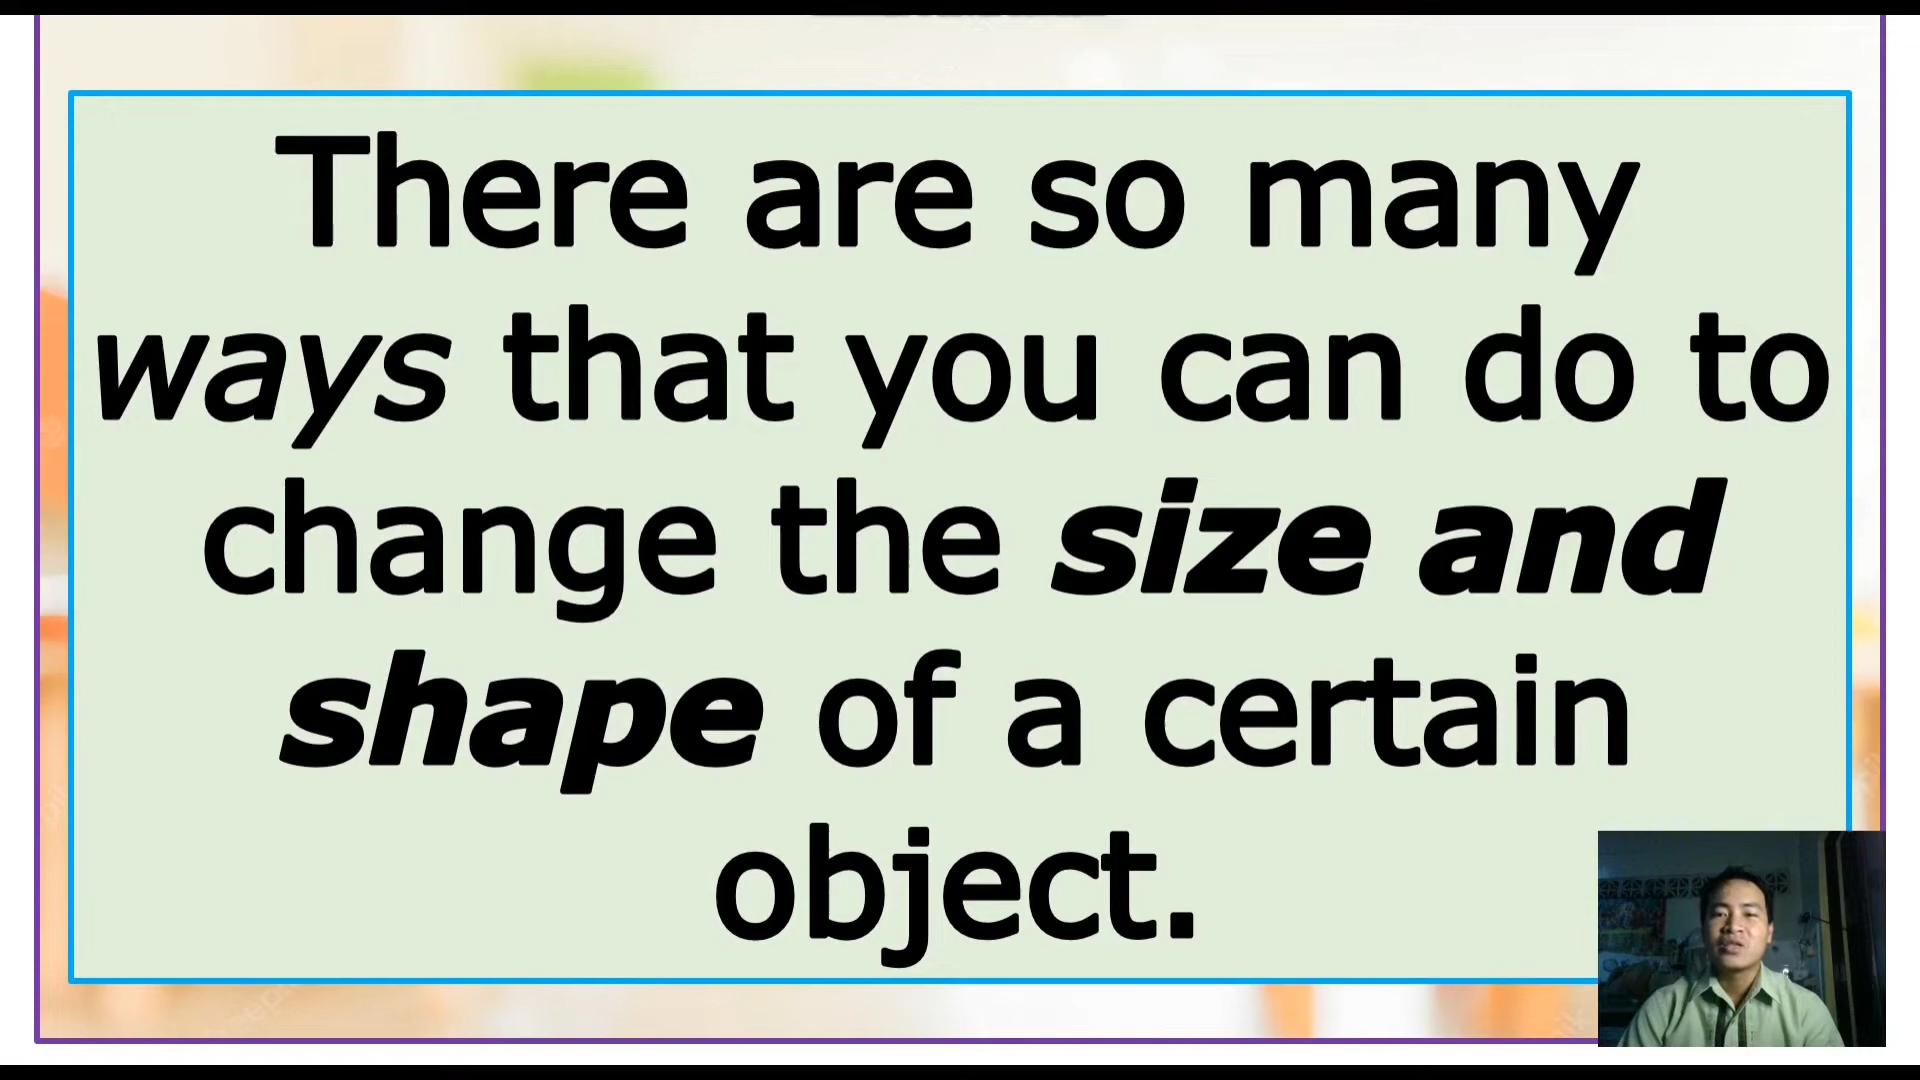 There are so many
ways that you can do to
change the size and
shape of a certain
object.